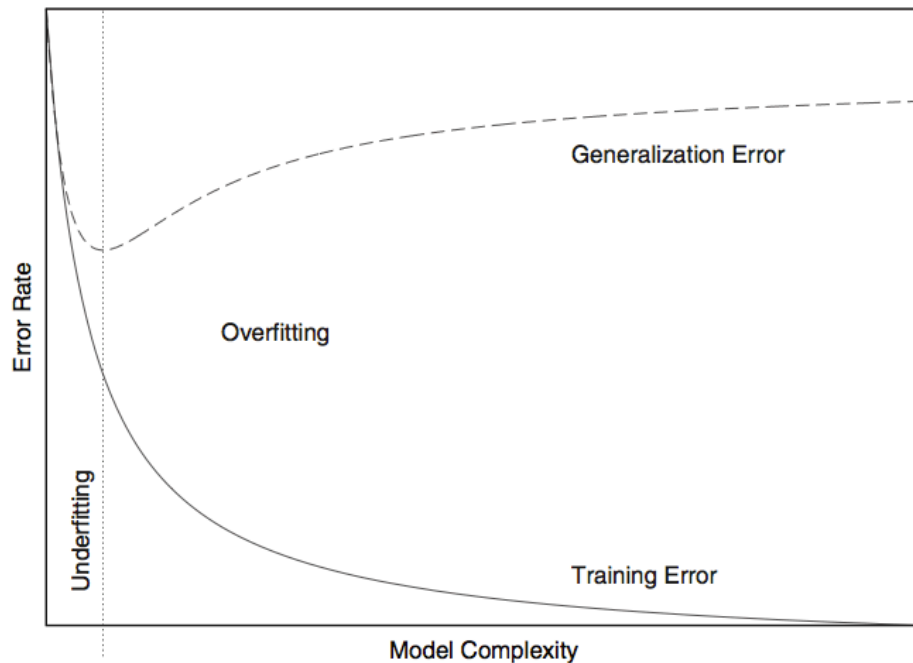 Generalization Error
Overfitting
Error Rate
Underfitting
Training Error
Model Complexity